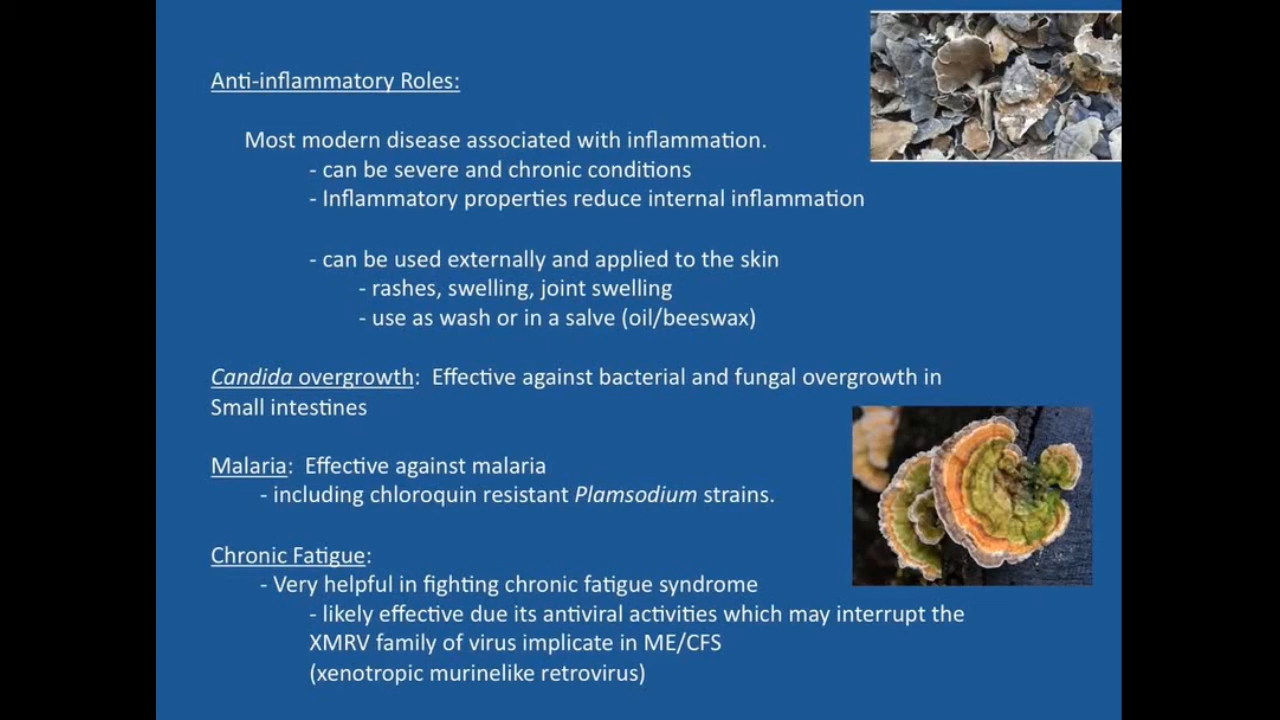 Anti-inflammatory Roles:
Most modern disease associated with inflammation.
- can be severe and chronic conditions
- Inflammatory properties reduce internal inflammation
- can be used externally and applied to the skin
- rashes, swelling, joint swelling
- use as wash or in a salve (oil/beeswax)
Candida overgrowth: Effective against bacterial and fungal overgrowth in
Small intestines
Malaria: Effective against malaria
- including chloroquin resistant Plamsodium strains.
Chronic Fatigue:
- Very helpful in fighting chronic fatigue syndrome
- likely effective due its antiviral activities which may interrupt the
XMRV family of virus implicate in ME/CFS
(xenotropic murinelike retrovirus)